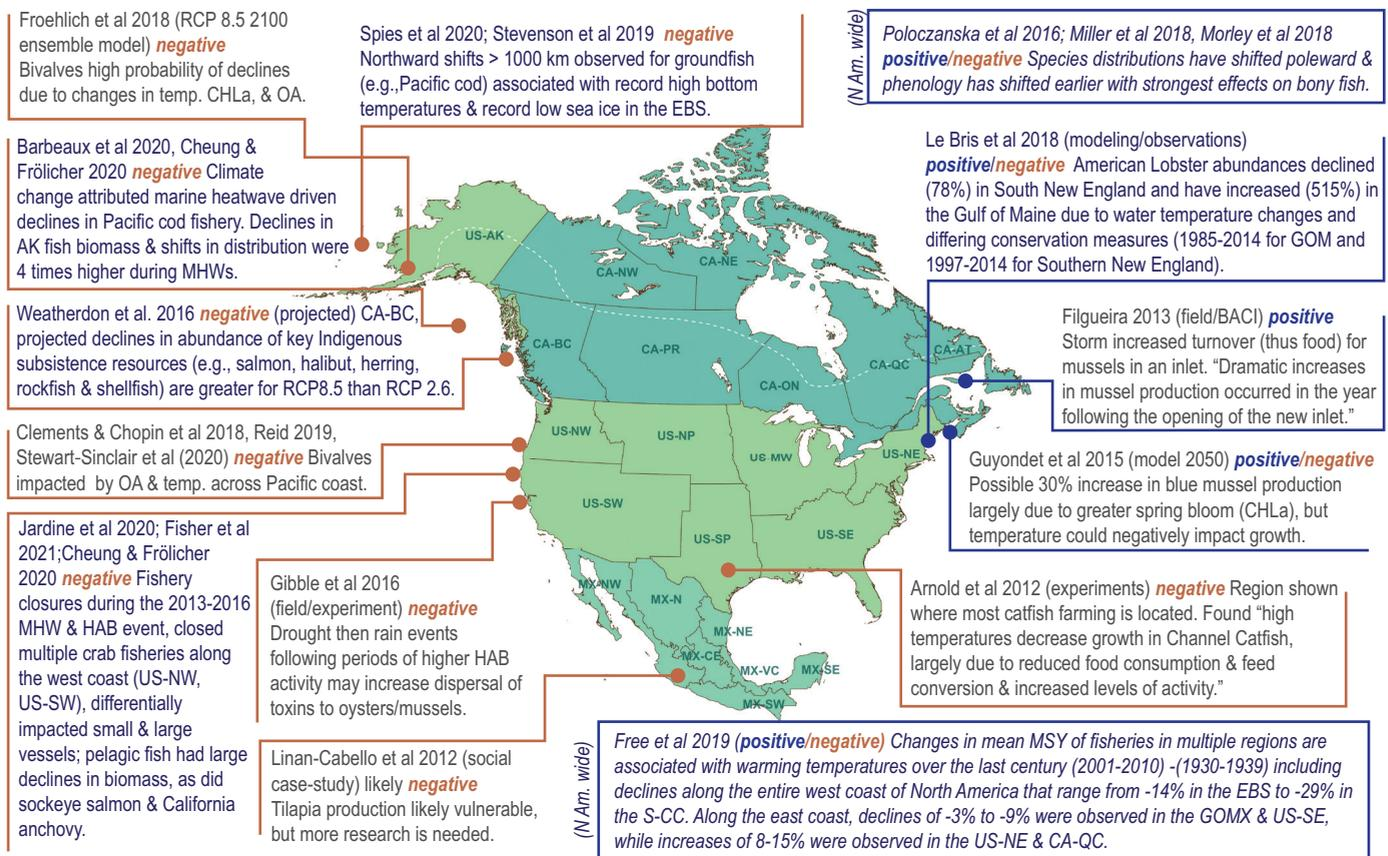 Froehlich et al 2018 (RCP 8.5 2100
ensemble model) negative
Bivalves high probability of declines
due to changes in temp. CHLa, & OA.
Spies et al 2020; Stevenson et al 2019 negative
Northward shifts > 1000 km observed for groundfish
(e.g.,Pacific cod) associated with record high bottom
temperatures & record low sea ice in the EBS.
(N Am. wide)
Poloczanska et al 2016; Miller et al 2018, Morley et al 2018
positive/negative Species distributions have shifted poleward &
phenology has shifted earlier with strongest effects on bony fish.
Barbeaux et al 2020, Cheung &
Frölicher 2020 negative Climate
change attributed marine heatwave driven
declines in Pacific cod fishery. Declines in
AK fish biomass & shifts in distribution were
4 times higher during MHWs.
Le Bris et al 2018 (modeling/observations)
positive/negative American Lobster abundances declined
(78%) in South New England and have increased (515%) in
the Gulf of Maine due to water temperature changes and
differing conservation measures (1985-2014 for GOM and
1997-2014 for Southern New England).
Weatherdon et al. 2016 negative (projected) CA-BC,
projected declines in abundance of key Indigenous
subsistence resources (e.g., salmon, halibut, herring,
rockfish & shellfish) are greater for RCP8.5 than RCP 2.6.
Filgueira 2013 (field/BACI) positive
Storm increased turnover (thus food) for
mussels in an inlet. “Dramatic increases
in mussel production occurred in the year
following the opening of the new inlet.”
Clements & Chopin et al 2018, Reid 2019,
Stewart-Sinclair et al (2020) negative Bivalves
impacted by OA & temp. across Pacific coast.
Guyondet et al 2015 (model 2050) positive/negative
Possible 30% increase in blue mussel production
largely due to greater spring bloom (CHLa), but
temperature could negatively impact growth.
Jardine et al 2020; Fisher et al
2021;Cheung & Frölicher
2020 negative Fishery
closures during the 2013-2016
MHW & HAB event, closed
multiple crab fisheries along
the west coast (US-NW,
US-SW), differentially
impacted small & large
vessels; pelagic fish had large
declines in biomass, as did
sockeye salmon & California
anchovy.
Gibble et al 2016
(field/experiment) negative
Drought then rain events
following periods of higher HAB
activity may increase dispersal of
toxins to oysters/mussels.
Arnold et al 2012 (experiments) negative Region shown
where most catfish farming is located. Found “high
temperatures decrease growth in Channel Catfish,
largely due to reduced food consumption & feed
conversion & increased levels of activity.”
Linan-Cabello et al 2012 (social
case-study) likely negative
Tilapia production likely vulnerable,
but more research is needed.
(N Am. wide)
Free et al 2019 (positive/negative) Changes in mean MSY of fisheries in multiple regions are
associated with warming temperatures over the last century (2001-2010) -(1930-1939) including
declines along the entire west coast of North America that range from -14% in the EBS to -29% in
the S-CC. Along the east coast, declines of -3% to -9% were observed in the GOMX & US-SE,
while increases of 8-15% were observed in the US-NE & CA-QC.
US-AK
CA-NW
CA-NE
CA-BC
CA-PR
CA-ON
CA-QC
CA-AT
US-NW
US-NP
US-MW
US-NE
US-SW
US-SP
US-SE
MX-NW
MX-N
MX-NE
MX-CE
MX-VC
MX-SE
MX-SW